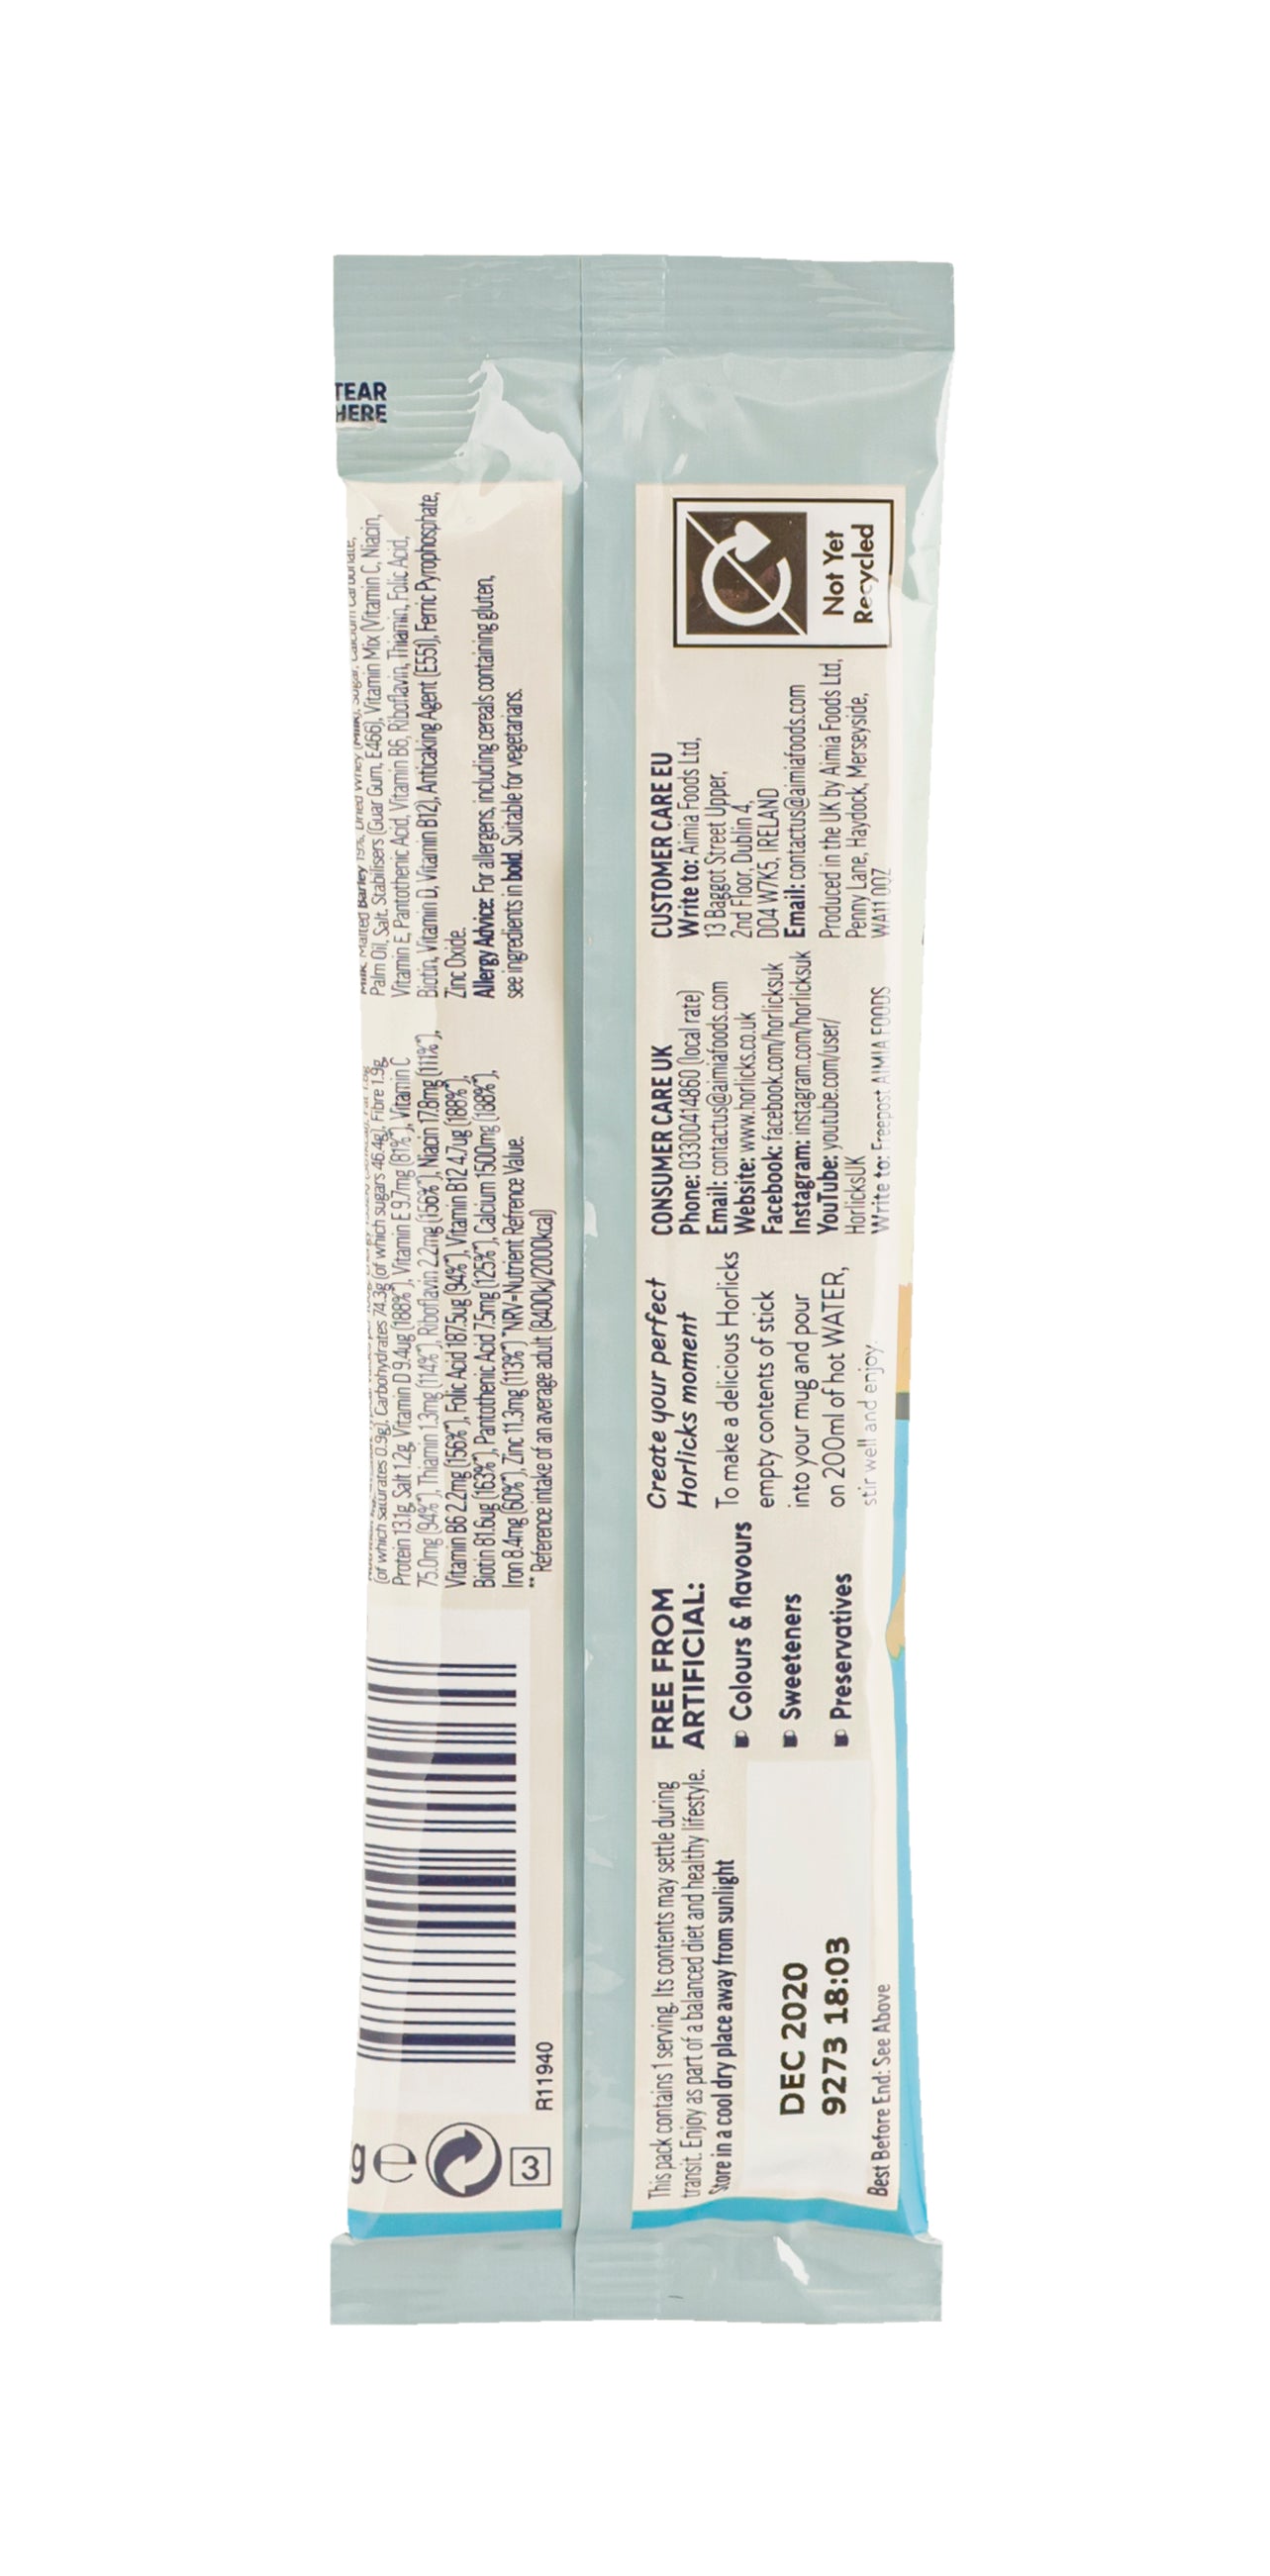 TEAR
HERE
Milk, Malted Barley 15%, Dried Whey (Milk), Sugar, Calcium Carbonate,
Palm Oil, Salt, Stabilisers (Guar Gum, E466), Vitamin Mix (Vitamin C, Niacin,
Vitamin E, Pantothenic Acid, Vitamin B6, Riboflavin, Thiamin, Folic Acid,
Biotin, Vitamin D, Vitamin B12), Anticaking Agent (E551), Ferric Pyrophosphate,
Zinc Oxide.
Allergy Advice: For allergens, including cereals containing gluten,
see ingredients in bold. Suitable for vegetarians.
(of which saturates 0.9g), Carbohydrates 74.3g (of which sugars 46.4g), Fibre 1.9g
Protein 13.1g, Salt 1.2g, Vitamin D 9.4ug (188%*), Vitamin E 9.7mg (81%*), Vitamin C
75.0mg (94%*), Thiamin 1.3mg (114%*), Riboflavin 2.2mg (156%*), Niacin 17.8mg (111%*),
Vitamin B6 2.2mg (156%*), Folic Acid 187.5ug (94%*), Vitamin B12 4.7ug (188%*)
Biotin 81.6ug (163%*), Pantothenic Acid 7.5mg (125%*), Calcium 1500mg (188%*),
Iron 8.4mg (60%*), Zinc 11.3mg (113%*) *NRV=Nutrient Refrence Value.
** Reference intake of an average adult (8400kJ/2000kcal)
R11940
g e
3
This pack contains 1 serving. Its contents may settle during
transit. Enjoy as part of a balanced diet and healthy lifestyle.
Store in a cool dry place away from sunlight
DEC 2020
9273 18:03
Best Before End: See Above
FREE FROM
ARTIFICIAL:
Colours & flavours
Sweeteners
Preservatives
Create your perfect
Horlicks moment
To make a delicious Horlicks
empty contents of stick
into your mug and pour
on 200ml of hot WATER,
stir well and enjoy.
CONSUMER CARE UK
Phone: 03300414860 (local rate)
Email: contactus@aimiafoods.com
Website: www.horlicks.co.uk
Facebook: facebook.com/horlicksuk
Instagram: instagram.com/horlicksuk
YouTube: youtube.com/user/
HorlicksUK
Write to: Freepost AIMIA FOODS
CUSTOMER CARE EU
Write to: Aimia Foods Ltd,
13 Baggot Street Upper,
2nd Floor, Dublin 4,
D04 W7K5, IRELAND
Email: contactus@aimiafoods.com
Produced in the UK by Aimia Foods Ltd,
Penny Lane, Haydock, Merseyside,
WA11 0QZ
Not Yet
Recycled